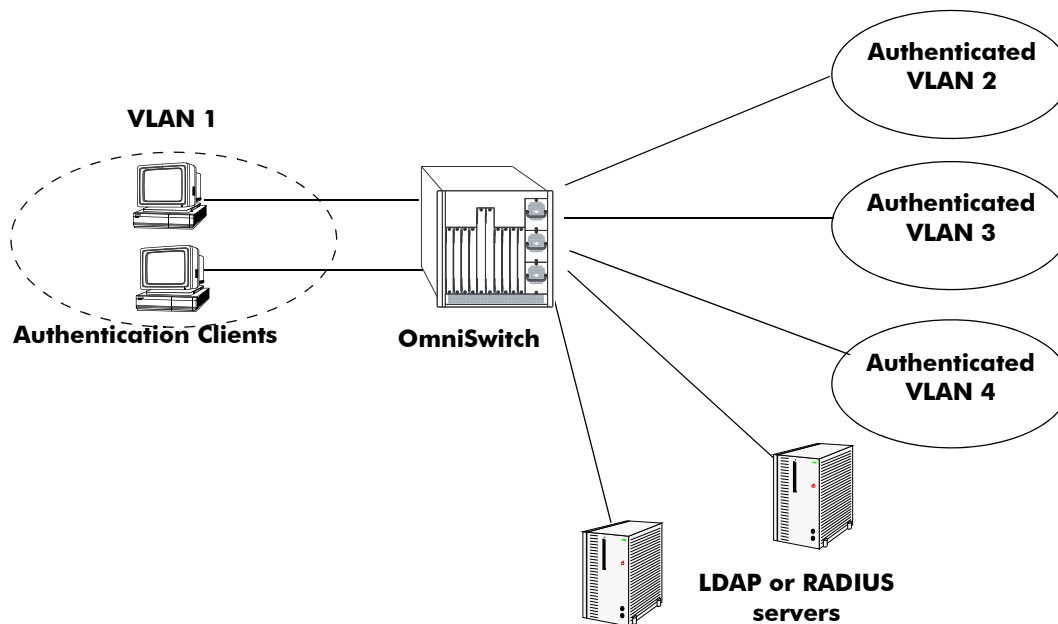 Authenticated
VLAN 2
VLAN 1
Authenticated
VLAN 3
Authentication Clients
OmniSwitch
Authenticated
VLAN 4
LDAP or RADIUS
servers